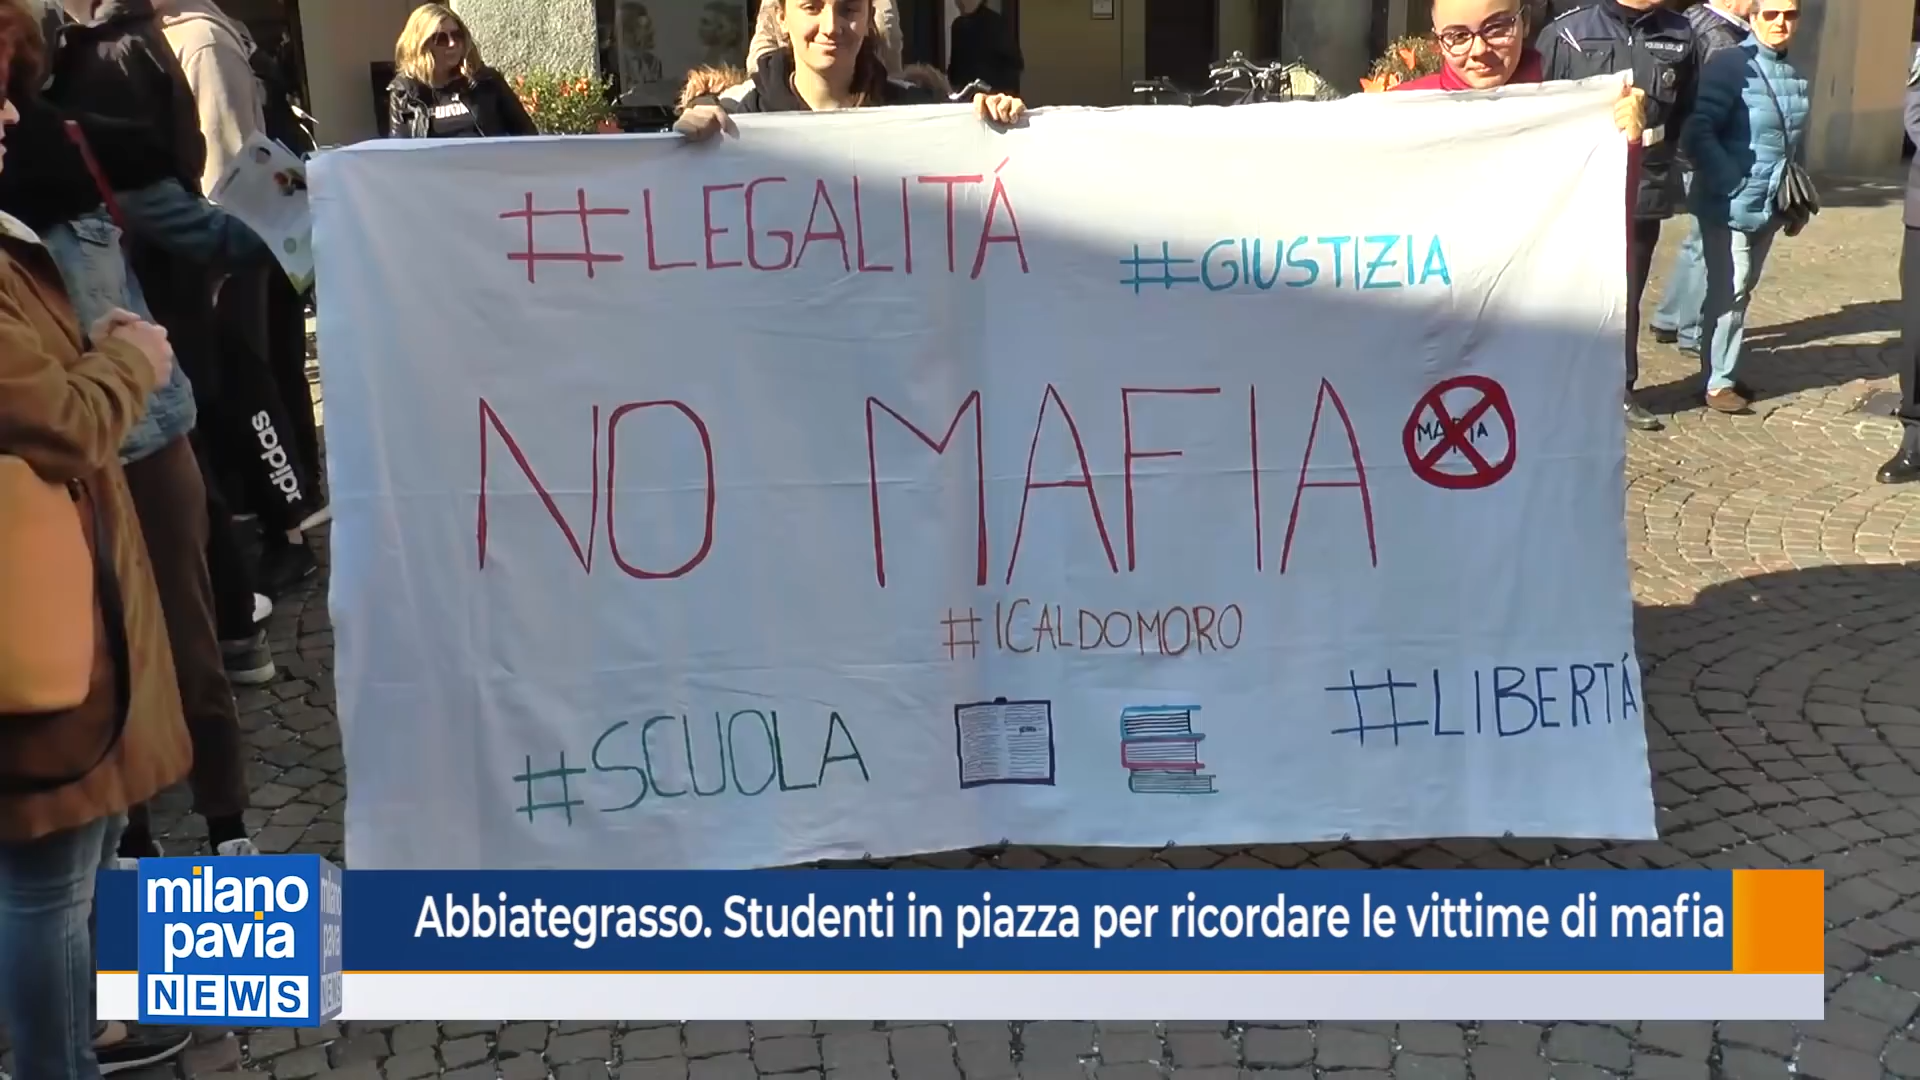 #LEGALITÁ
#GIUSTIZIA
NO MAFIA
MAFIA
#ICALDOMORO
#LIBERTÁ
#SCUOLA
adidas
milano
pavia
NEWS
Abbiategrasso. Studenti in piazza per ricordare le vittime di mafia